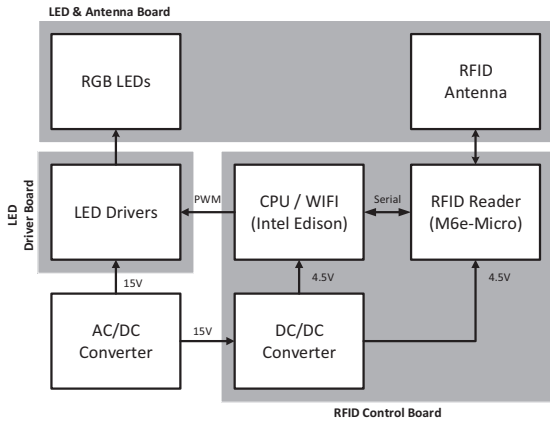 LED & Antenna Board
RGB LEDs
RFID
Antenna
LED
Driver Board
LED Drivers
PWM
CPU / WIFI
(Intel Edison)
Serial
RFID Reader
(M6e-Micro)
15V
4.5V
4.5V
AC/DC
Converter
15V
DC/DC
Converter
RFID Control Board